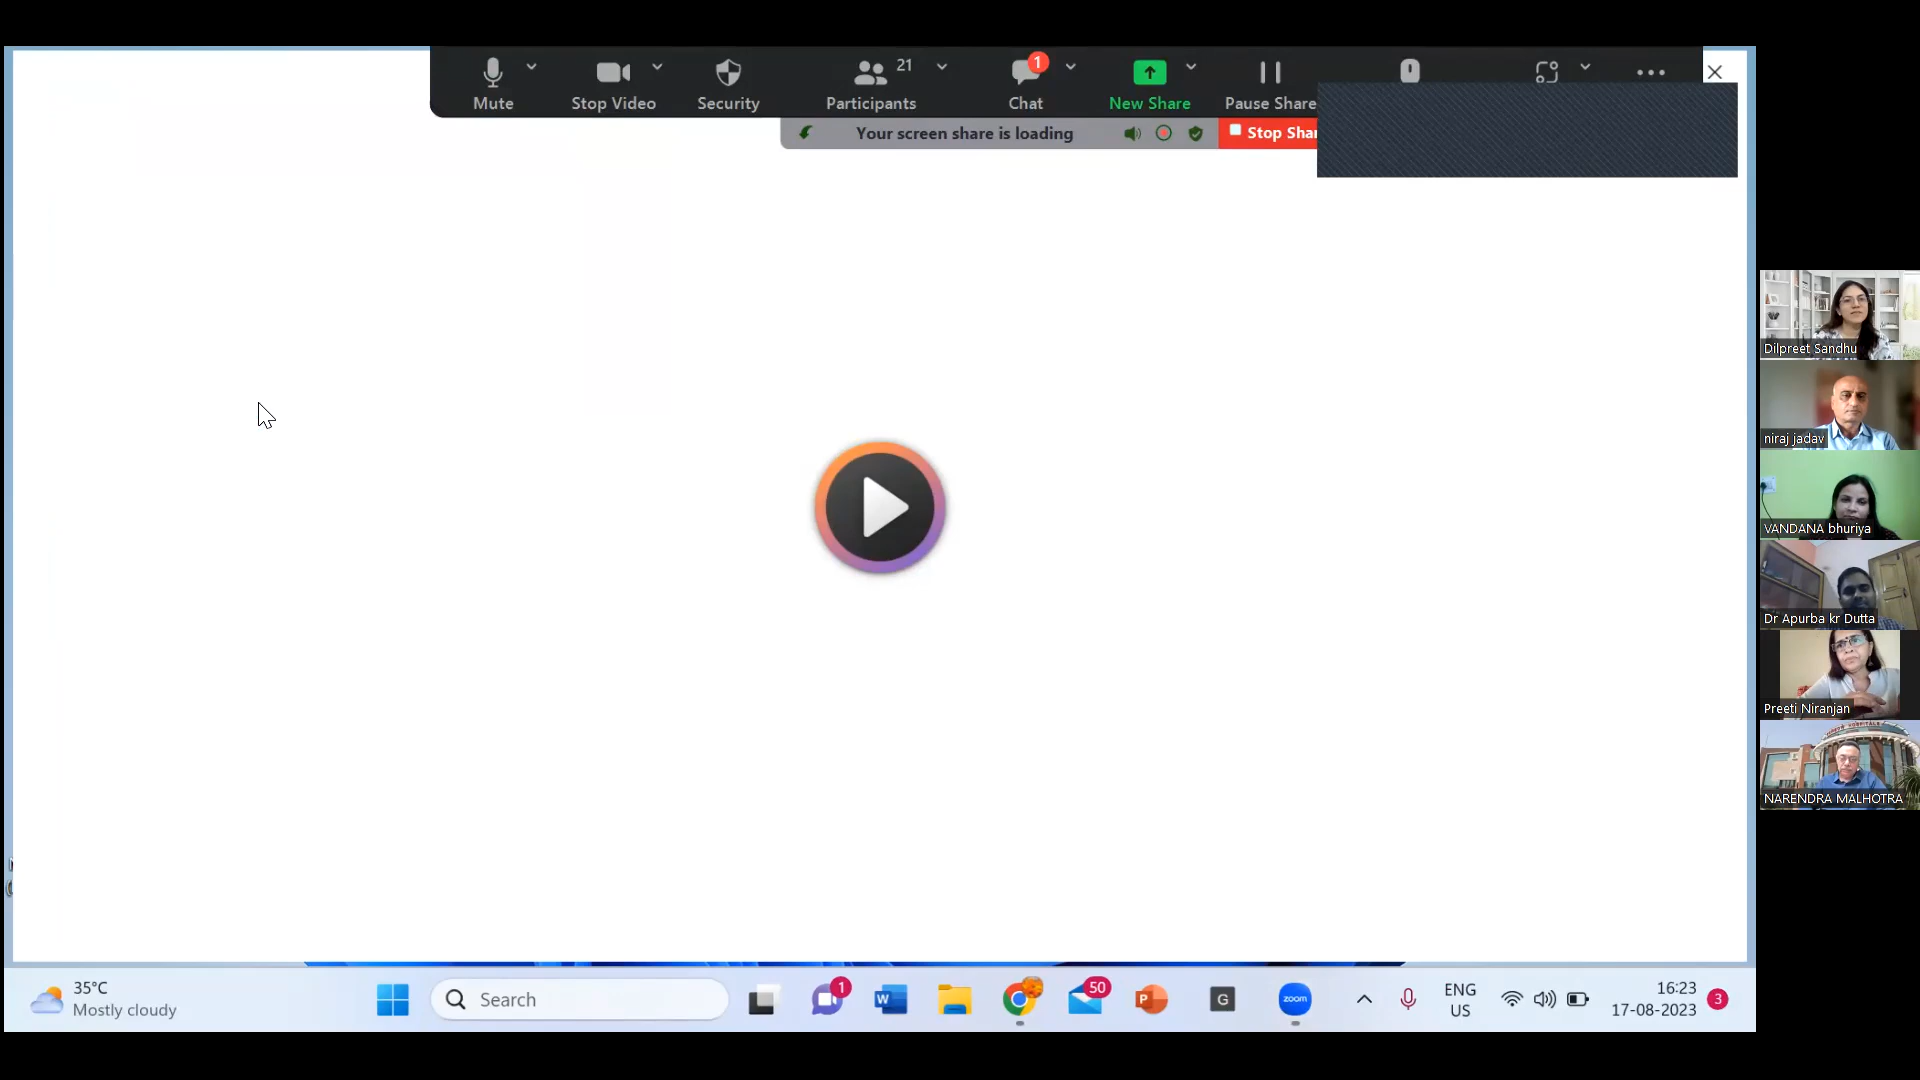 21
1
Mute
Stop Video
Security
Participants
Chat
New Share
Pause Share
Your screen share is loading
Stop Shar
Dilpreet Sandhu
niraj jadav
VANDANA bhuriya
Dr Apurba kr Dutta
Preeti Niranjan
NARENDRA MALHOTRA
35°C
Mostly cloudy
Search
1
W
50
P
G
zoom
ENG
US
16:23
17-08-2023
3